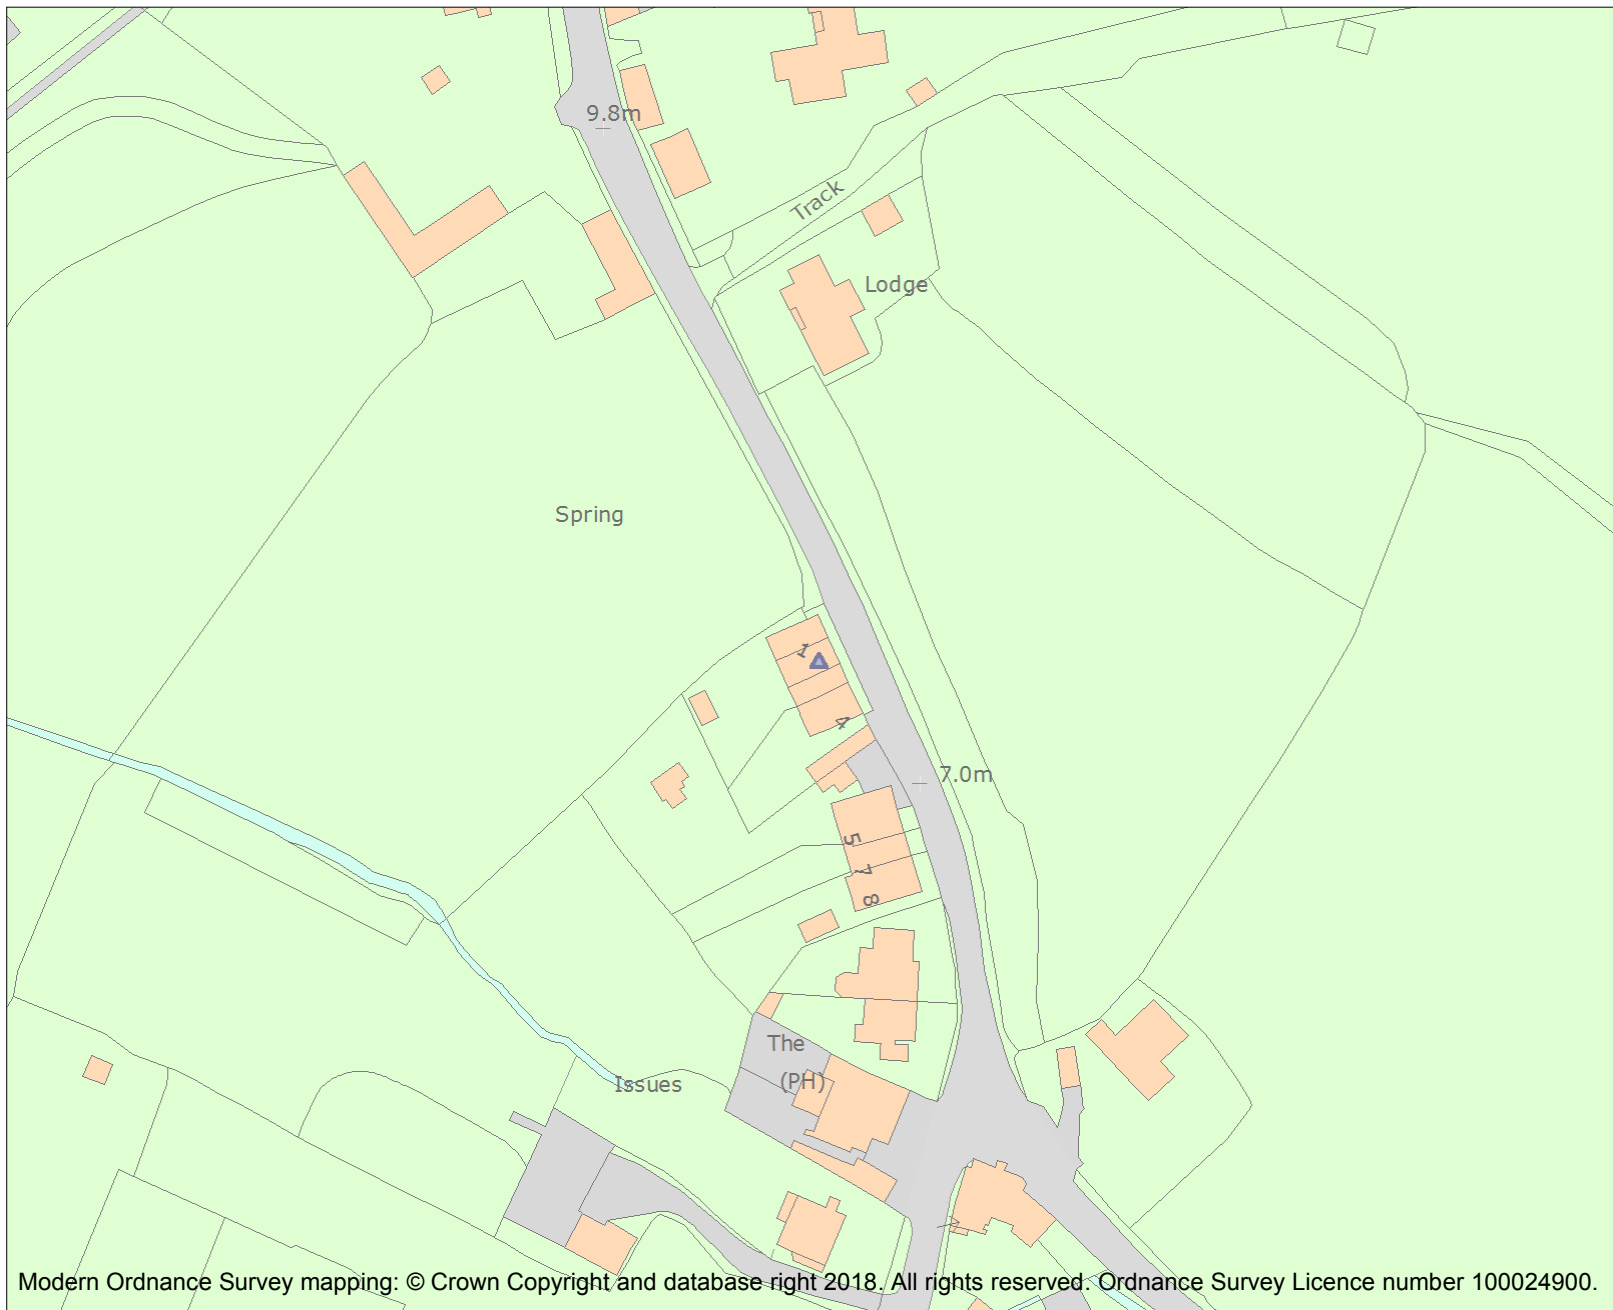 9.8m
Track
Lodge
Spring
1
4
7.0m
5
7
8
The
(PH)
Issues
Modern Ordnance Survey mapping: © Crown Copyright and database right 2018. All rights reserved. Ordnance Survey Licence number 100024900.